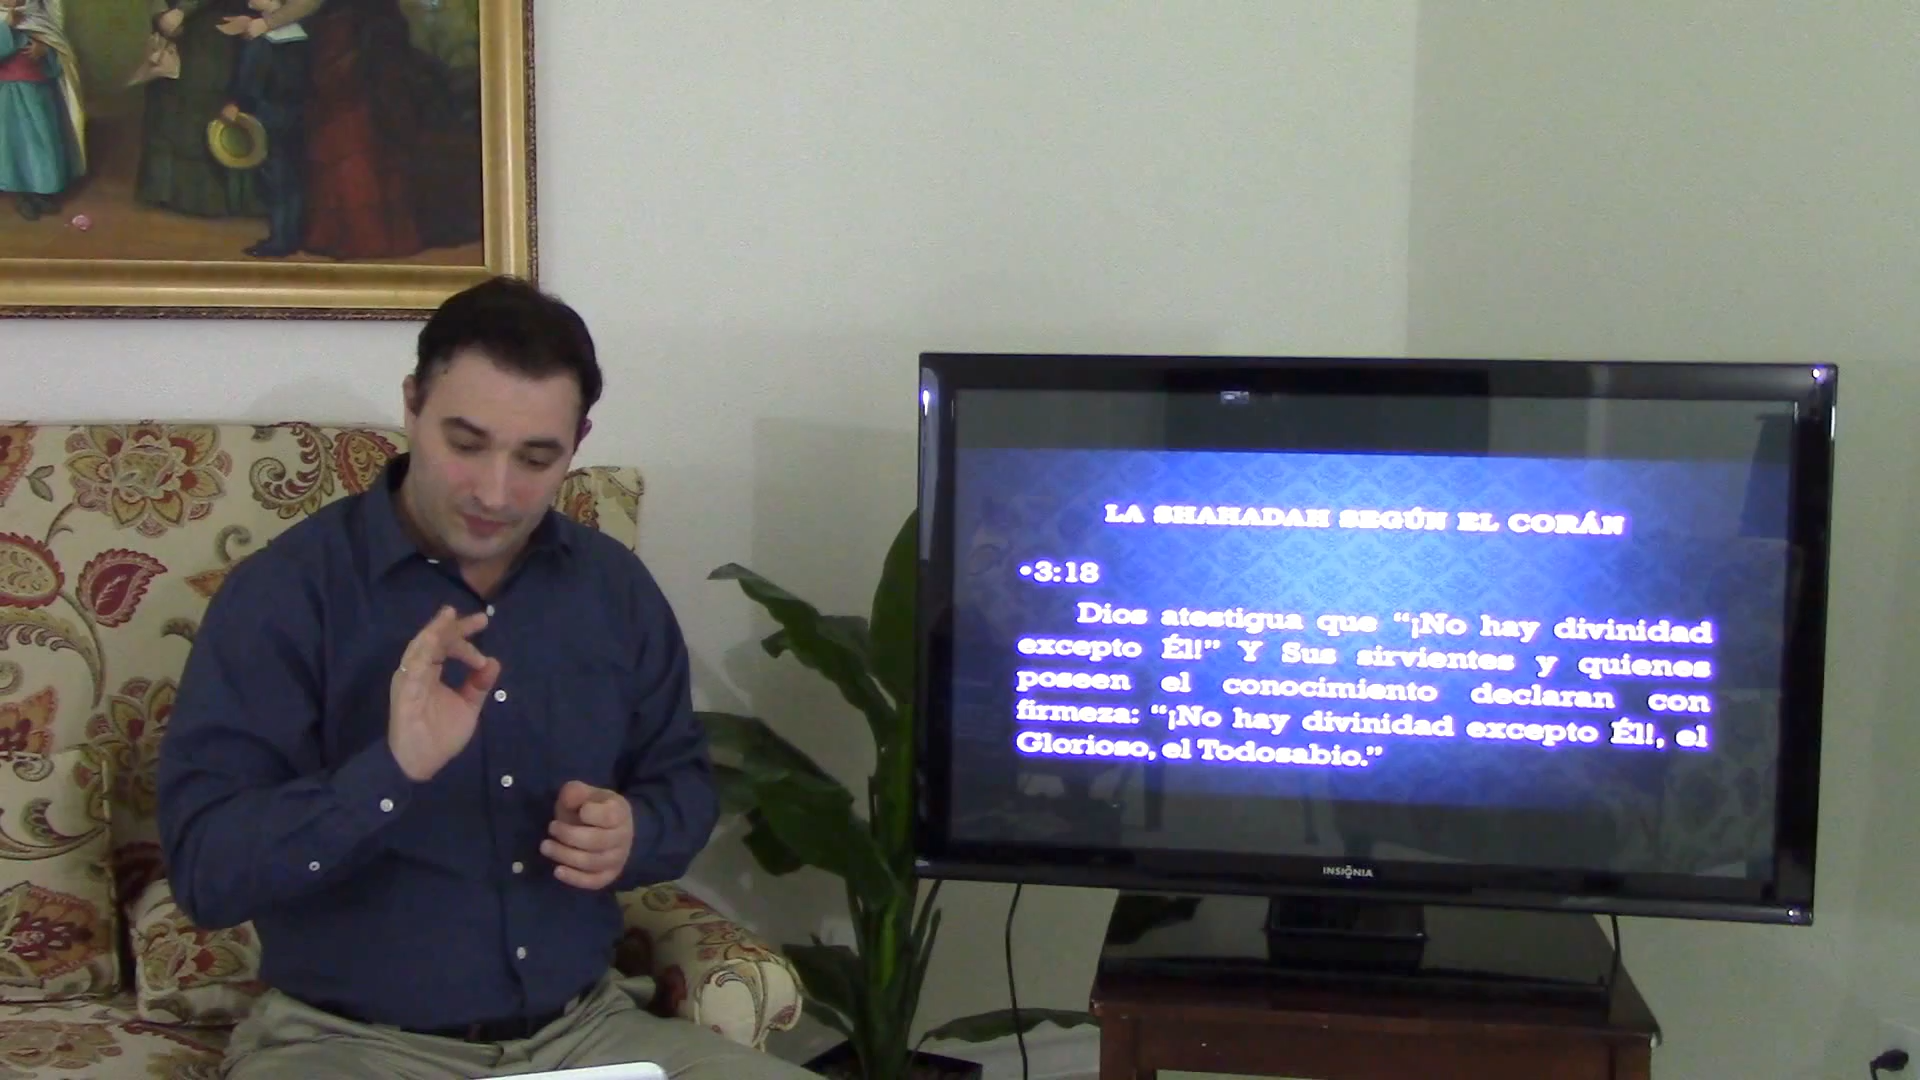 LA SHAHADAH SEGÚN EL CORÁN
•3:18
Dios atestigua que “¡No hay divinidad
excepto Él!” Y Sus sirvientes y quienes
poseen el conocimiento declaran con
firmeza: “¡No hay divinidad excepto Él!, el
Glorioso, el Todosabio.”
INSIGNIA